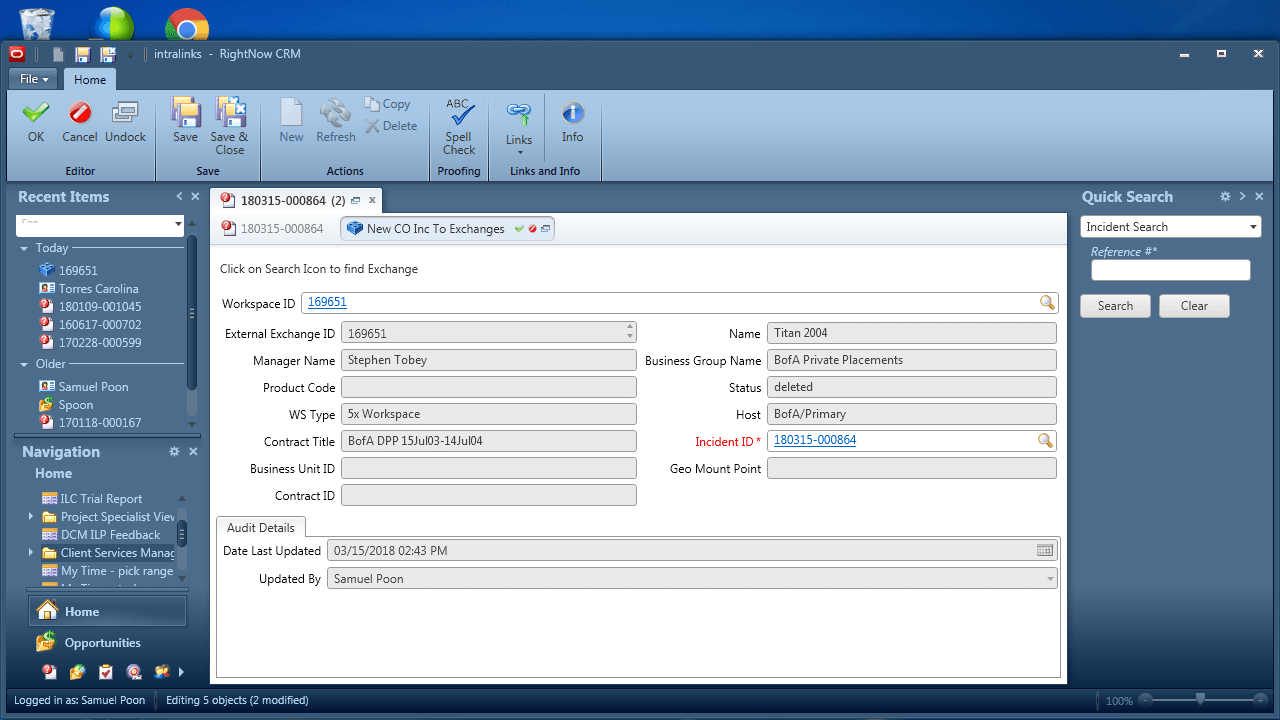 intralinks - RightNow CRM
File
Home
OK
Cancel
Undock
Save
Save & Close
New
Refresh
Copy
Delete
ABC
Spell Check
Links
Info
Editor
Save
Actions
Proofing
Links and Info
Recent Items
Today
169651
Torres Carolina
180109-001045
160617-000702
170228-000599
Older
Samuel Poon
Spoon
170118-000167
Navigation
Home
ILC Trial Report
Project Specialist View
DCM ILP Feedback
Client Services Manag
My Time - pick range
Home
Opportunities
180315-000864 (2)
180315-000864
New CO Inc To Exchanges
Click on Search Icon to find Exchange
Workspace ID 169651
External Exchange ID 169651
Name Titan 2004
Manager Name Stephen Tobey
Business Group Name BofA Private Placements
Product Code
Status deleted
WS Type 5x Workspace
Host BofA/Primary
Contract Title BofA DPP 15Jul03-14Jul04
Incident ID * 180315-000864
Business Unit ID
Geo Mount Point
Contract ID
Audit Details
Date Last Updated 03/15/2018 02:43 PM
Updated By Samuel Poon
Quick Search
Incident Search
Reference #*
Search
Clear
Logged in as: Samuel Poon
Editing 5 objects (2 modified)
100%